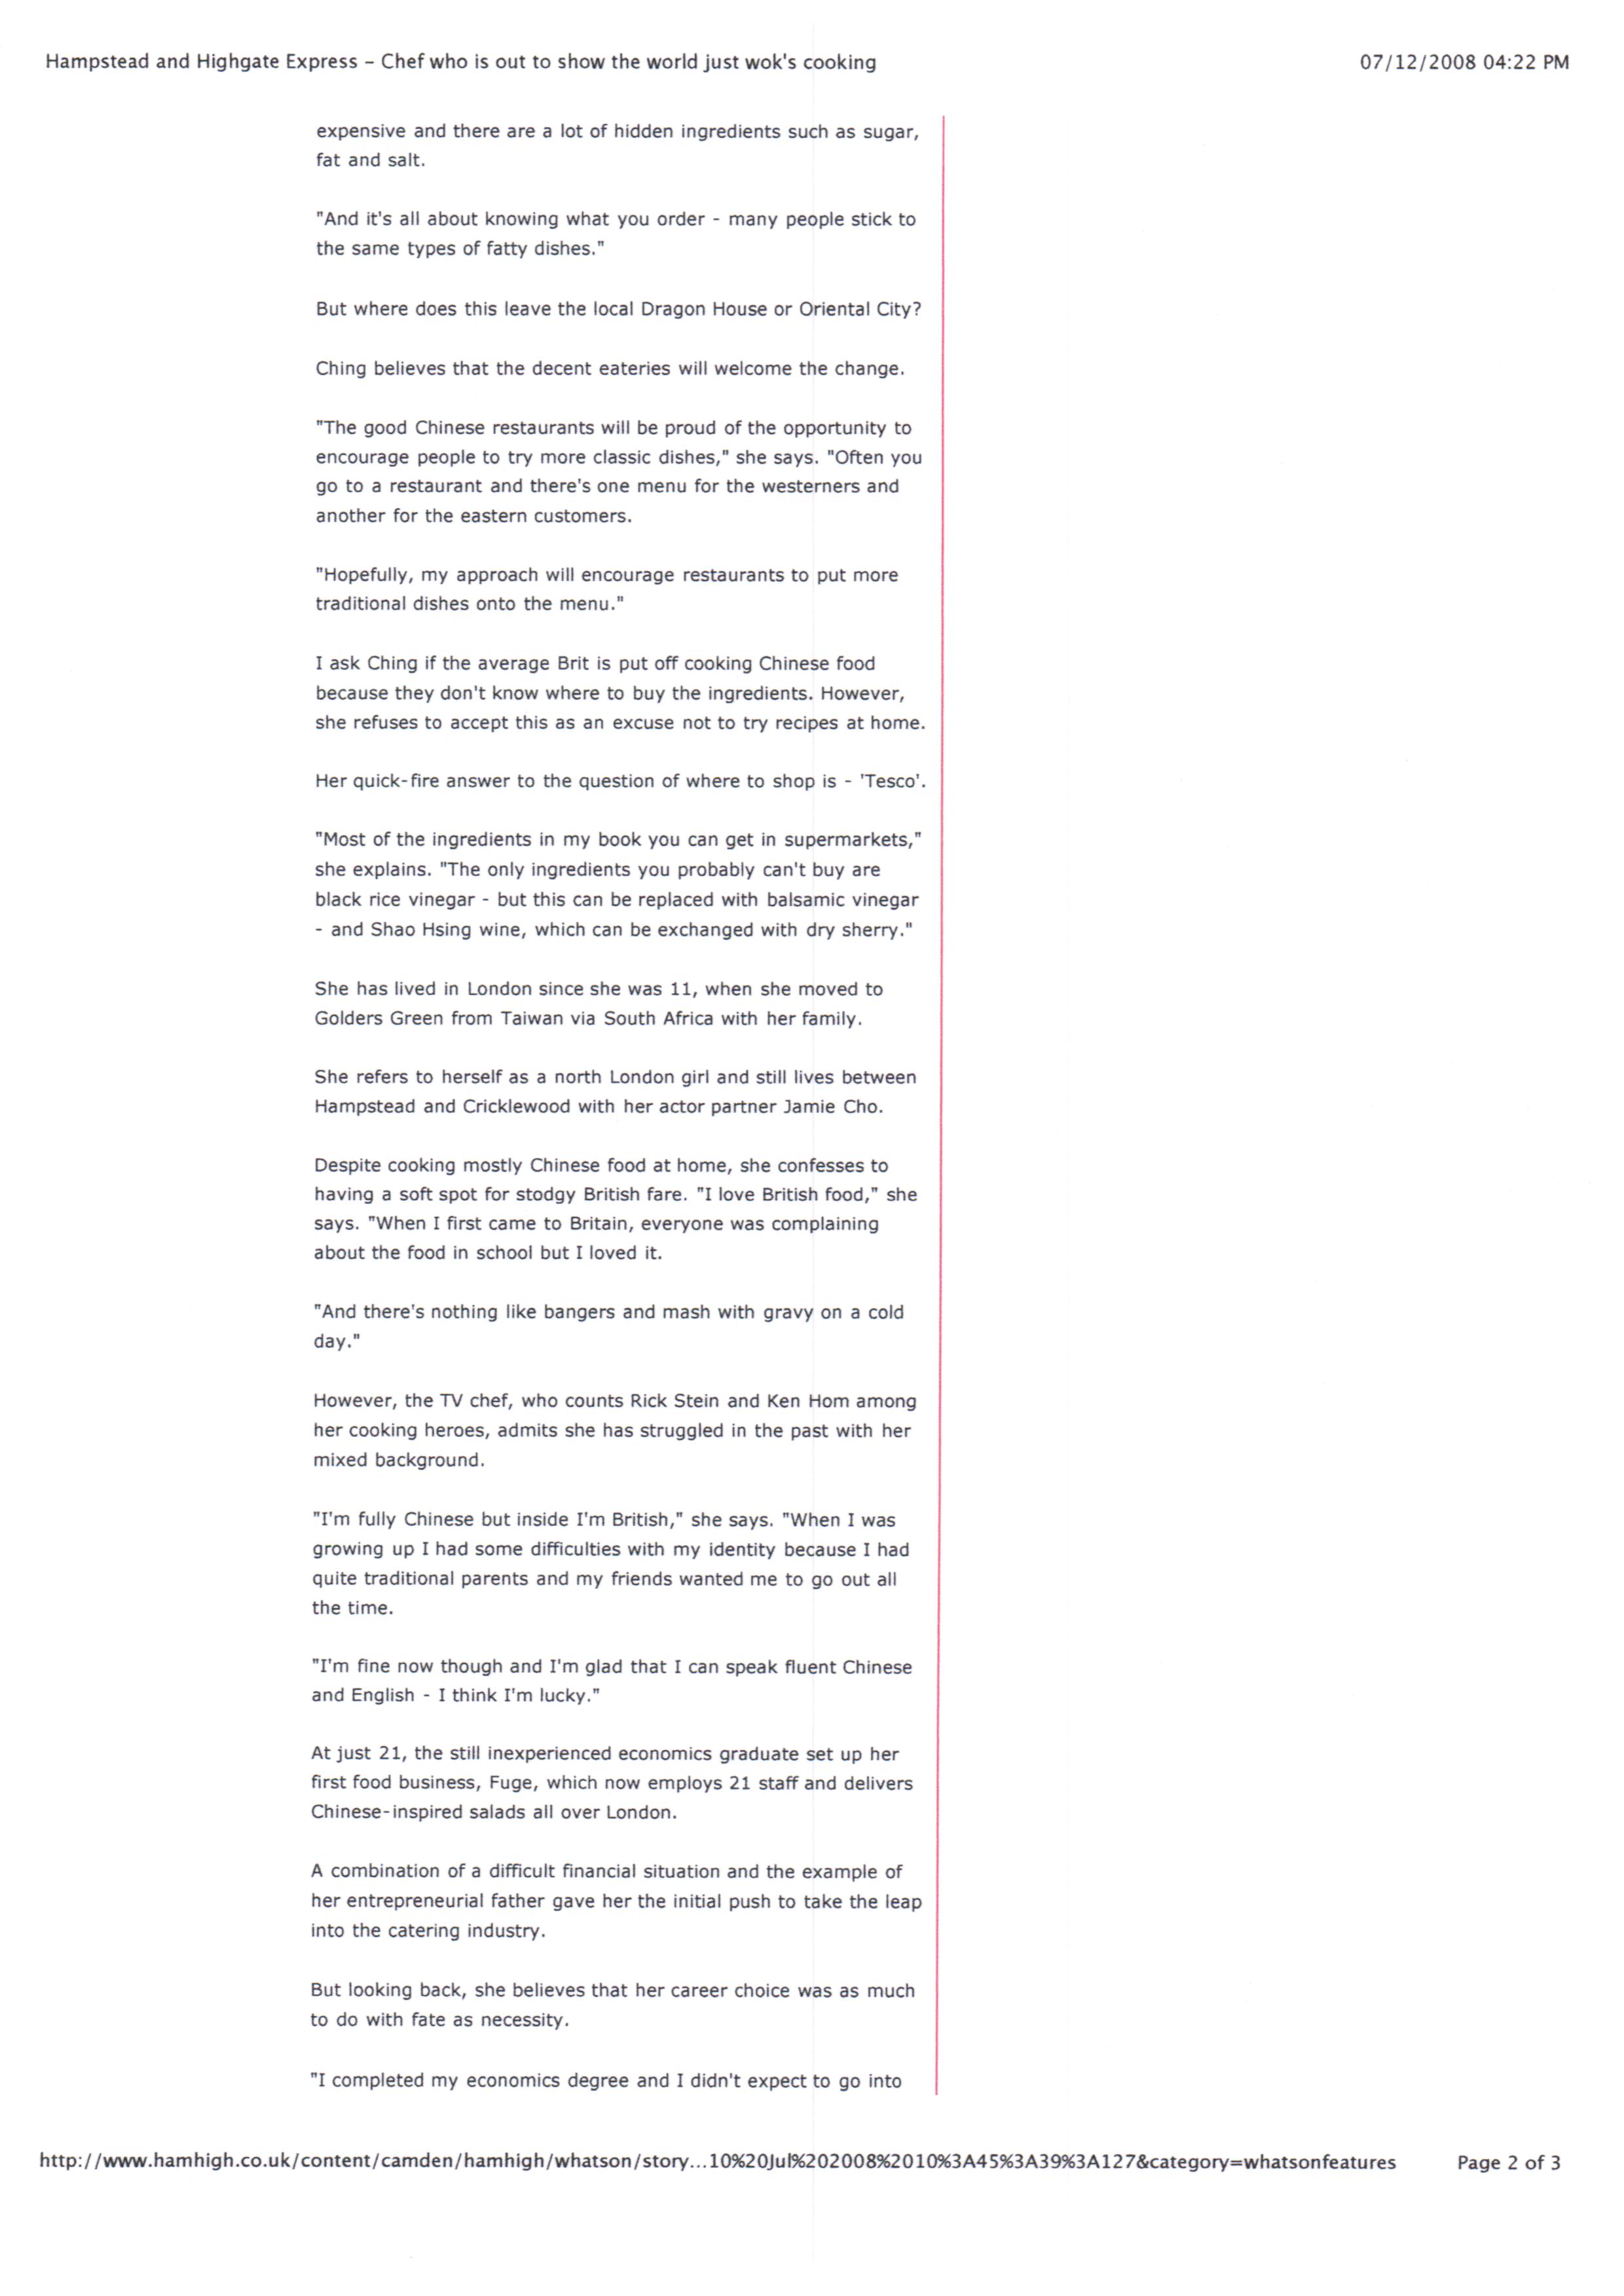 Hampstead and Highgate Express – Chef who is out to show the world just wok's cooking
07/12/2008 04:22 PM
expensive and there are a lot of hidden ingredients such as sugar,
fat and salt.
"And it's all about knowing what you order - many people stick to
the same types of fatty dishes."
But where does this leave the local Dragon House or Oriental City?
Ching believes that the decent eateries will welcome the change.
"The good Chinese restaurants will be proud of the opportunity to
encourage people to try more classic dishes," she says. "Often you
go to a restaurant and there's one menu for the westerners and
another for the eastern customers.
"Hopefully, my approach will encourage restaurants to put more
traditional dishes onto the menu."
I ask Ching if the average Brit is put off cooking Chinese food
because they don't know where to buy the ingredients. However,
she refuses to accept this as an excuse not to try recipes at home.
Her quick-fire answer to the question of where to shop is - 'Tesco'.
"Most of the ingredients in my book you can get in supermarkets,"
she explains. "The only ingredients you probably can't buy are
black rice vinegar - but this can be replaced with balsamic vinegar
- and Shao Hsing wine, which can be exchanged with dry sherry."
She has lived in London since she was 11, when she moved to
Golders Green from Taiwan via South Africa with her family.
She refers to herself as a north London girl and still lives between
Hampstead and Cricklewood with her actor partner Jamie Cho.
Despite cooking mostly Chinese food at home, she confesses to
having a soft spot for stodgy British fare. "I love British food," she
says. "When I first came to Britain, everyone was complaining
about the food in school but I loved it.
"And there's nothing like bangers and mash with gravy on a cold
day."
However, the TV chef, who counts Rick Stein and Ken Hom among
her cooking heroes, admits she has struggled in the past with her
mixed background.
"I'm fully Chinese but inside I'm British," she says. "When I was
growing up I had some difficulties with my identity because I had
quite traditional parents and my friends wanted me to go out all
the time.
"I'm fine now though and I'm glad that I can speak fluent Chinese
and English - I think I'm lucky."
At just 21, the still inexperienced economics graduate set up her
first food business, Fuge, which now employs 21 staff and delivers
Chinese-inspired salads all over London.
A combination of a difficult financial situation and the example of
her entrepreneurial father gave her the initial push to take the leap
into the catering industry.
But looking back, she believes that her career choice was as much
to do with fate as necessity.
"I completed my economics degree and I didn't expect to go into
http://www.hamhigh.co.uk/content/camden/hamhigh/whatson/story...10%20Jul%202008%2010%3A45%3A39%3A127&category=whatsonfeatures
Page 2 of 3